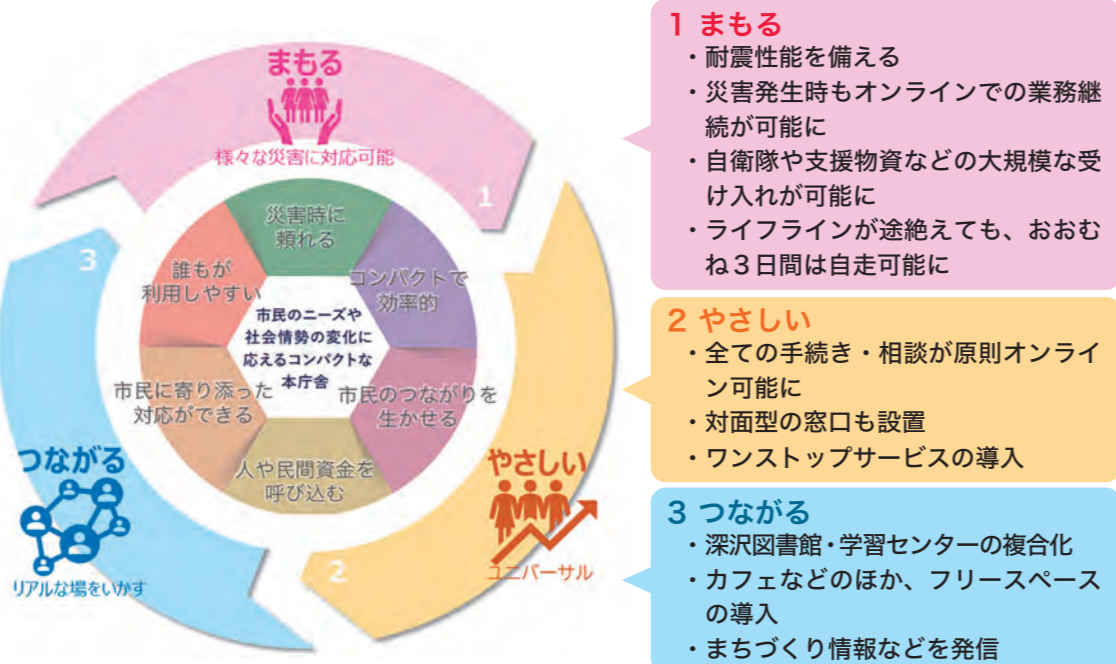 まもる
様々な災害に対応可能
1
災害時に
頼れる
コンパクトで
効率的
市民のつながりを
生かせる
人や民間資金を
呼び込む
市民に寄り添った
対応ができる
誰もが
利用しやすい
市民のニーズや
社会情勢の変化に
応えるコンパクトな
本庁舎
やさしい
ユニバーサル
2
3
つながる
リアルな場をいかす
1 まもる
・耐震性能を備える
・災害発生時もオンラインでの業務継
続が可能に
・自衛隊や支援物資などの大規模な受
け入れが可能に
・ライフラインが途絶えても、おおむ
ね3日間は自走可能に
2 やさしい
・全ての手続き・相談が原則オンライ
ン可能に
・対面型の窓口も設置
・ワンストップサービスの導入
3 つながる
・深沢図書館・学習センターの複合化
・カフェなどのほか、フリースペース
の導入
・まちづくり情報などを発信